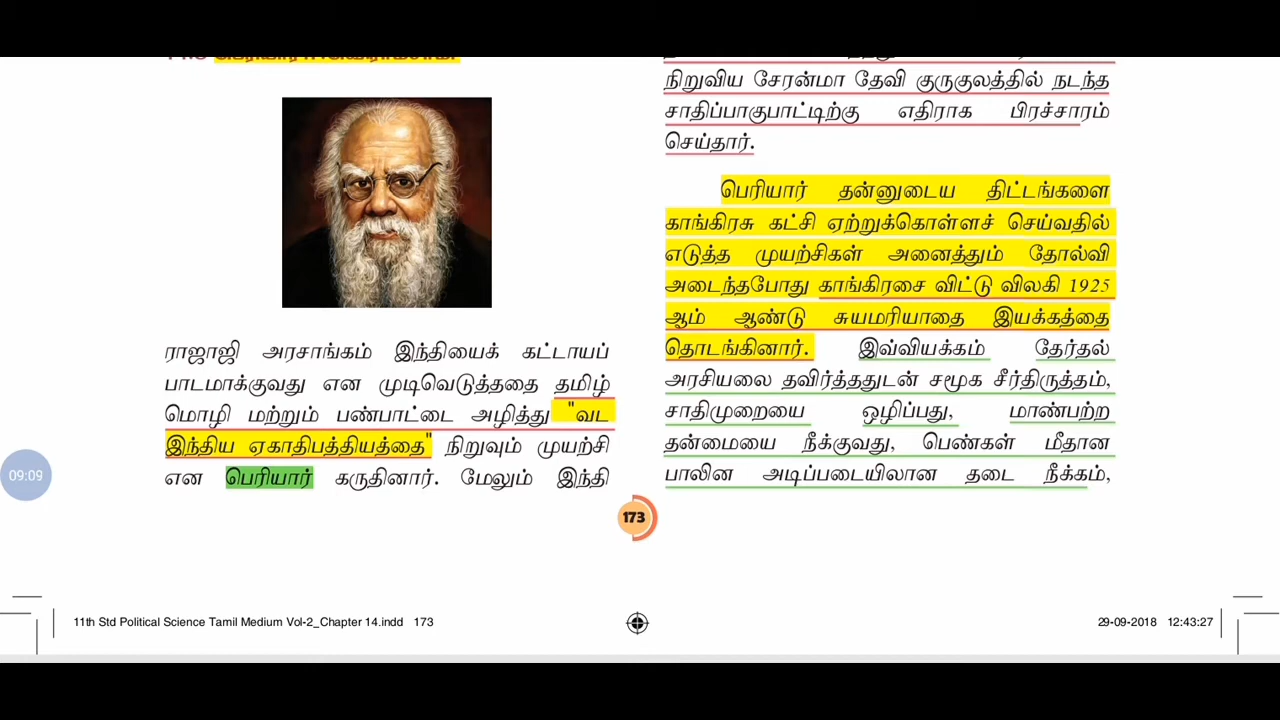 ராஜாஜி அரசாங்கம் இந்தியைக் கட்டாயப்
பாடமாக்குவது என முடிவெடுத்ததை தமிழ்
மொழி மற்றும் பண்பாட்டை அழித்து "வட
இந்திய ஏகாதிபத்தியத்தை" நிறுவும் முயற்சி
என பெரியார் கருதினார். மேலும் இந்தி
நிறுவிய சேரன்மா தேவி குருகுலத்தில் நடந்த
சாதிப்பாகுபாட்டிற்கு எதிராக பிரச்சாரம்
செய்தார்.
பெரியார் தன்னுடைய திட்டங்களை
காங்கிரசு கட்சி ஏற்றுக்கொள்ளச் செய்வதில்
எடுத்த முயற்சிகள் அனைத்தும் தோல்வி
அடைந்தபோது காங்கிரசை விட்டு விலகி 1925
ஆம் ஆண்டு சுயமரியாதை இயக்கத்தை
தொடங்கினார். இவ்வியக்கம் தேர்தல்
அரசியலை தவிர்த்ததுடன் சமூக சீர்திருத்தம்,
சாதிமுறையை ஒழிப்பது, மாண்பற்ற
தன்மையை நீக்குவது, பெண்கள் மீதான
பாலின அடிப்படையிலான தடை நீக்கம்,
09:09
173
11th Std Political Science Tamil Medium Vol-2_Chapter 14.indd 173
29-09-2018 12:43:27